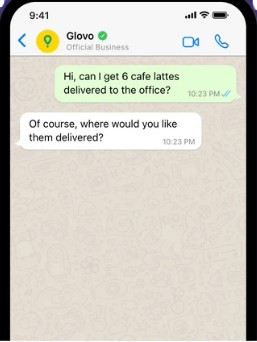 9:41
Glovo
Official Business
Hi, can I get 6 cafe lattes
delivered to the office?
10:23 PM
Of course, where would you like
them delivered?
10:23 PM